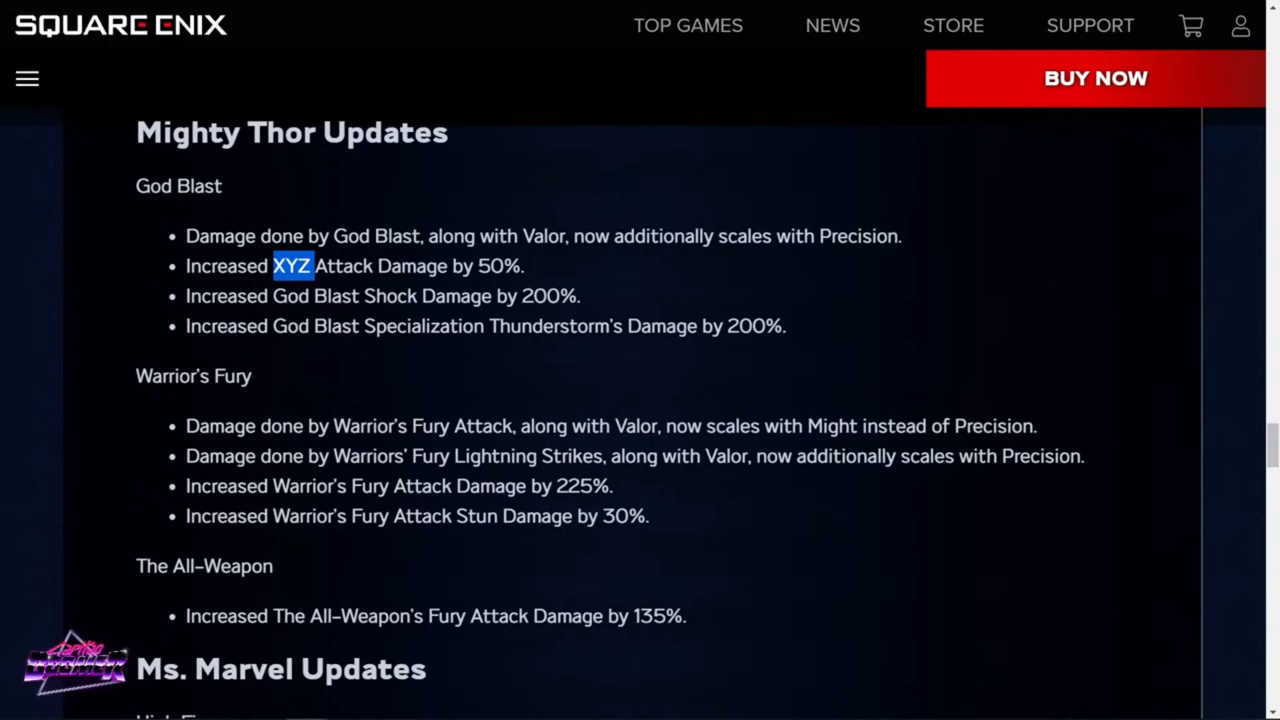 SQUARE ENIX
TOP GAMES NEWS STORE SUPPORT
BUY NOW
Mighty Thor Updates
God Blast
• Damage done by God Blast, along with Valor, now additionally scales with Precision.
• Increased XYZ Attack Damage by 50%.
• Increased God Blast Shock Damage by 200%.
• Increased God Blast Specialization Thunderstorm's Damage by 200%.
Warrior's Fury
• Damage done by Warrior's Fury Attack, along with Valor, now scales with Might instead of Precision.
• Damage done by Warriors' Fury Lightning Strikes, along with Valor, now additionally scales with Precision.
• Increased Warrior's Fury Attack Damage by 225%.
• Increased Warrior's Fury Attack Stun Damage by 30%.
The All-Weapon
• Increased The All-Weapon's Fury Attack Damage by 135%.
Ms. Marvel Updates